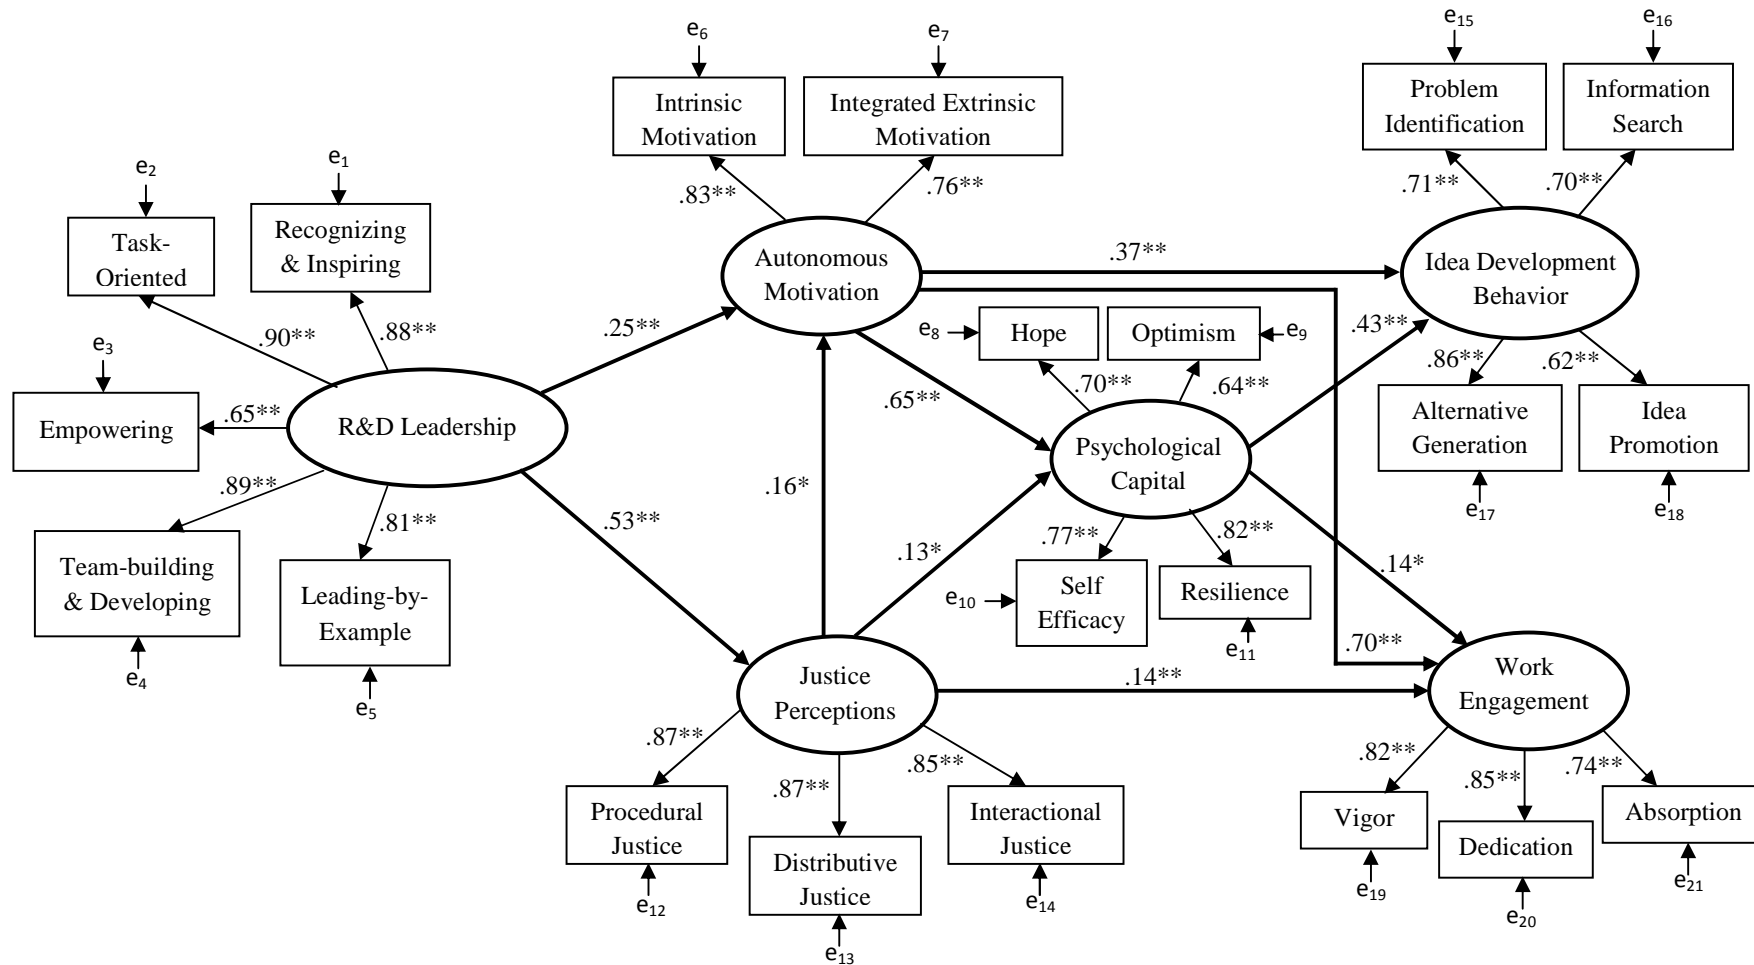 e15
e16
e6
e7
Problem
Identification
Information
Search
Intrinsic
Motivation
Integrated Extrinsic
Motivation
e2
e1
.83**
.76**
.71**
.70**
Task-
Oriented
Recognizing
& Inspiring
Autonomous
Motivation
.37**
Idea Development
Behavior
e3
.90**
.88**
.25**
e8
Hope
Optimism
e9
.43**
.86**
.62**
Empowering
.65**
R&D Leadership
.65**
.70**
.64**
Alternative
Generation
Idea
Promotion
Psychological
Capital
.89**
.81**
.16*
e17
e18
.53**
.13*
.77**
.82**
.14*
Team-building
& Developing
Leading-by-
Example
e10
Self
Efficacy
Resilience
e11
e4
e5
.70**
Justice
Perceptions
.14**
Work
Engagement
.87**
.87**
.85**
.82**
.85**
.74**
Procedural
Justice
Distributive
Justice
Interactional
Justice
Vigor
Dedication
Absorption
e12
e13
e14
e19
e20
e21